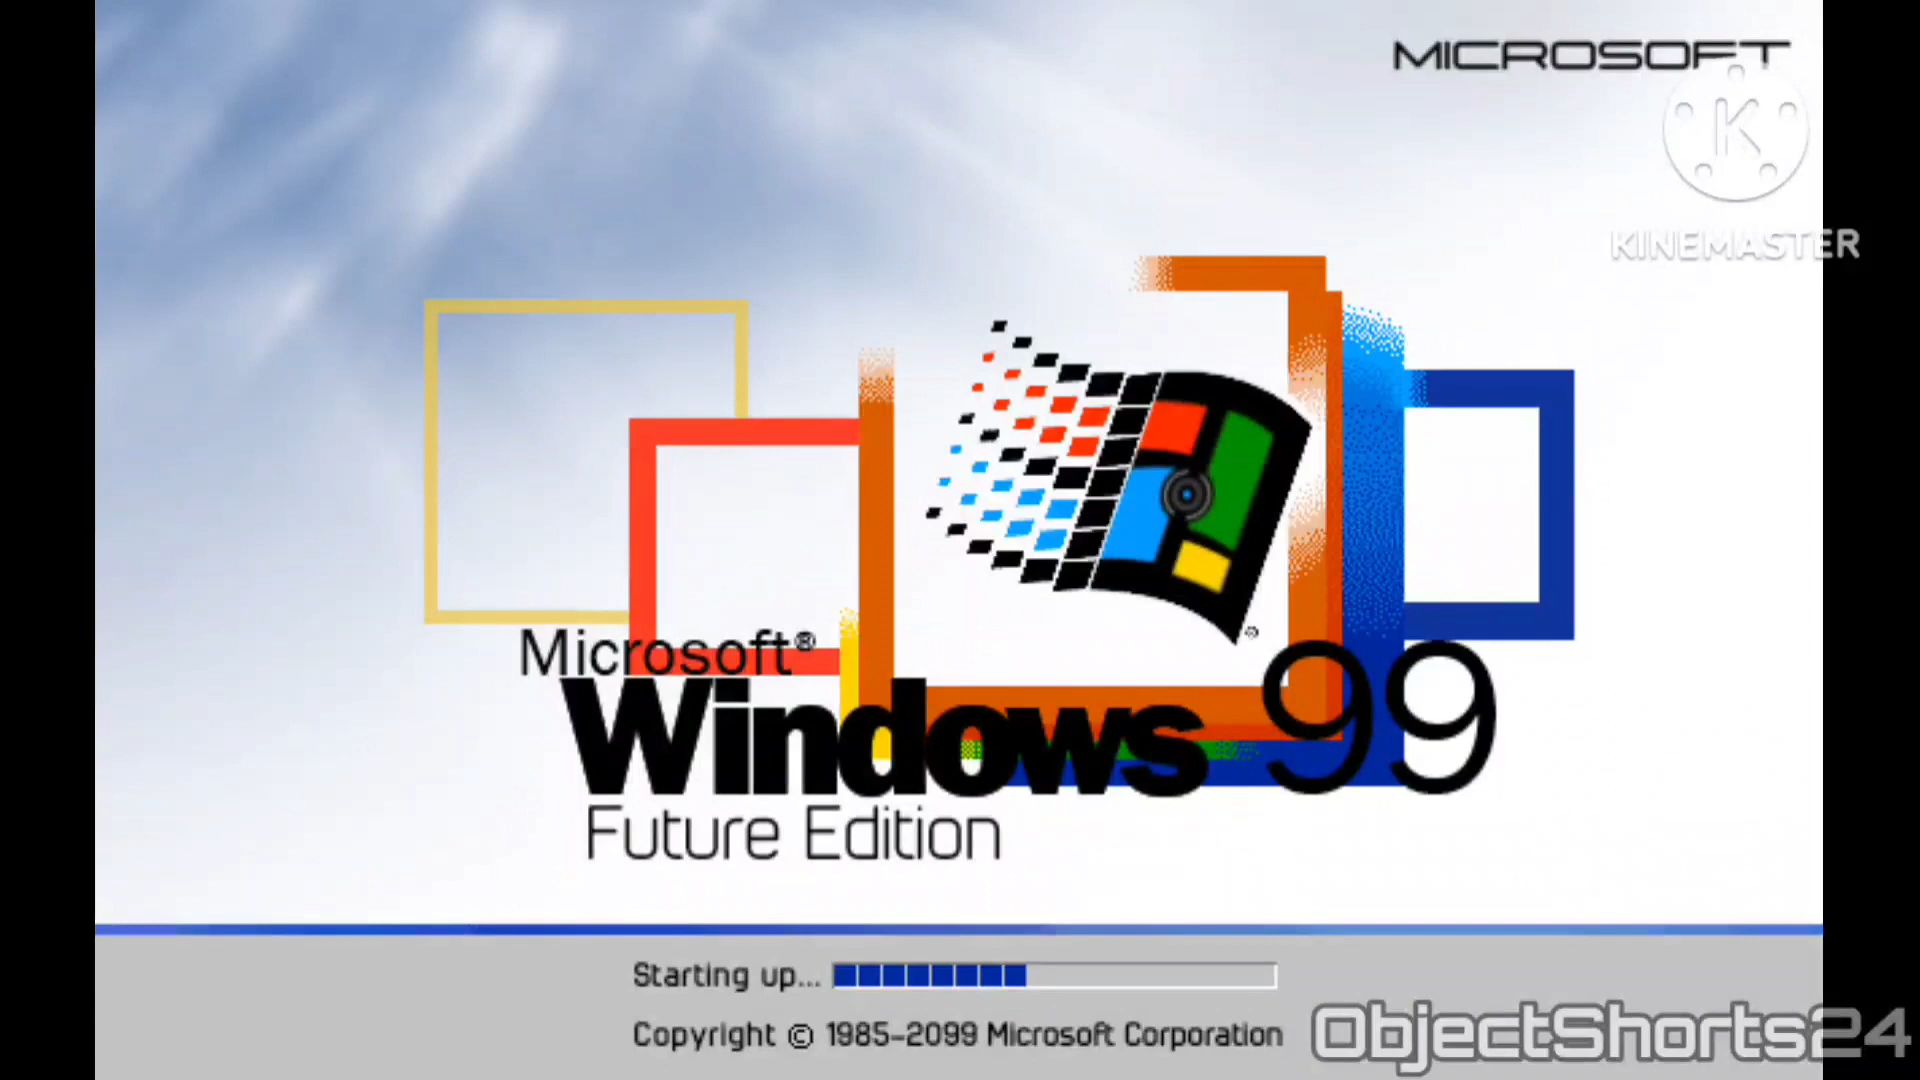 MICROSOFT
K
KINEMASTER
Microsoft®
Windows 99
Future Edition
Starting up...
Copyright © 1985-2099 Microsoft Corporation
ObjectShorts24